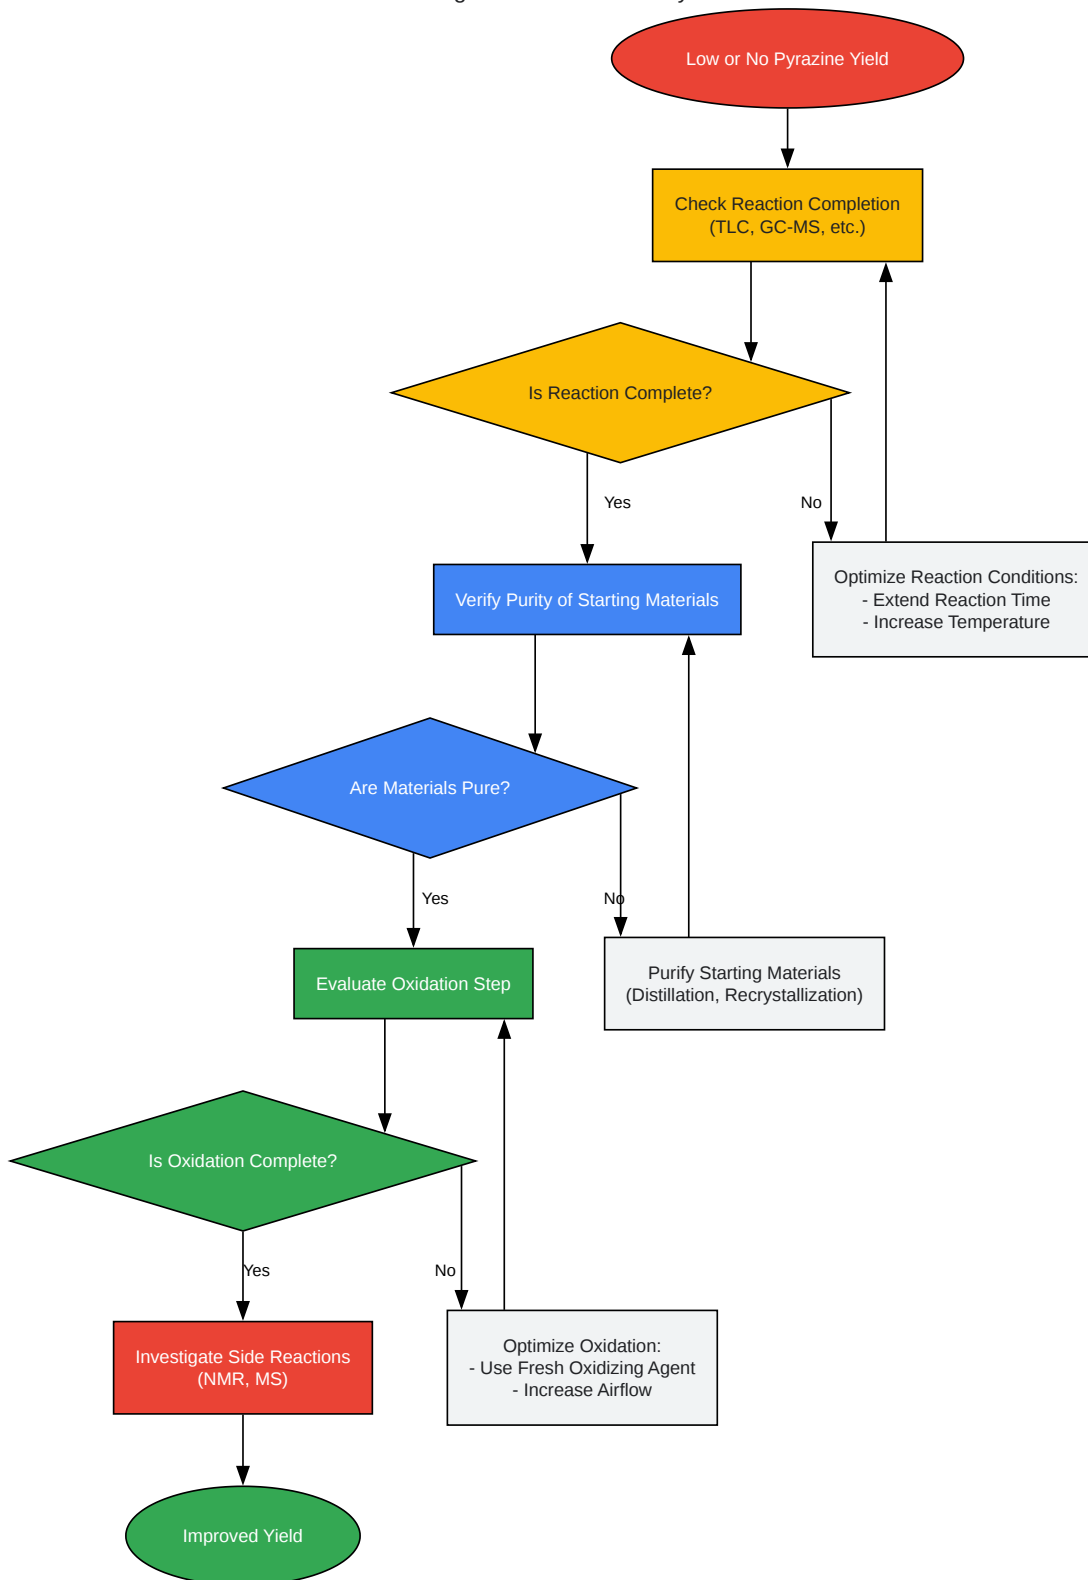 Low or No Pyrazine Yield
Check Reaction Completion
(TLC, GC-MS, etc.)
Is Reaction Complete?
Yes
No
Optimize Reaction Conditions:
- Extend Reaction Time
- Increase Temperature
Verify Purity of Starting Materials
Are Materials Pure?
Yes
No
Purify Starting Materials
(Distillation, Recrystallization)
Evaluate Oxidation Step
Is Oxidation Complete?
Yes
No
Optimize Oxidation:
- Use Fresh Oxidizing Agent
- Increase Airflow
Investigate Side Reactions
(NMR, MS)
Improved Yield